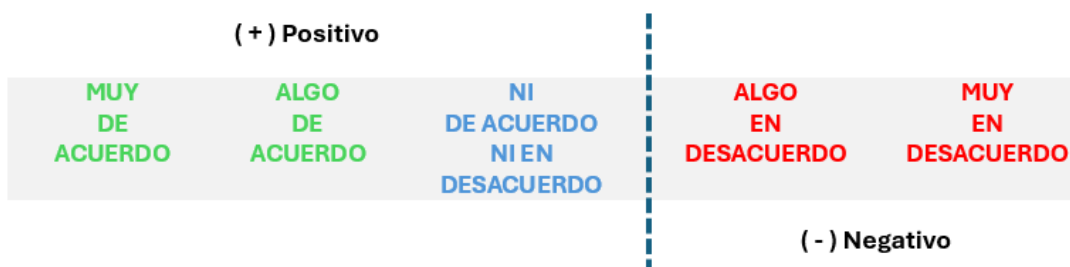 ( + ) Positivo
MUY
DE
ACUERDO
ALGO
DE
ACUERDO
NI
DE ACUERDO
NI EN
DESACUERDO
ALGO
EN
DESACUERDO
MUY
EN
DESACUERDO
( - ) Negativo